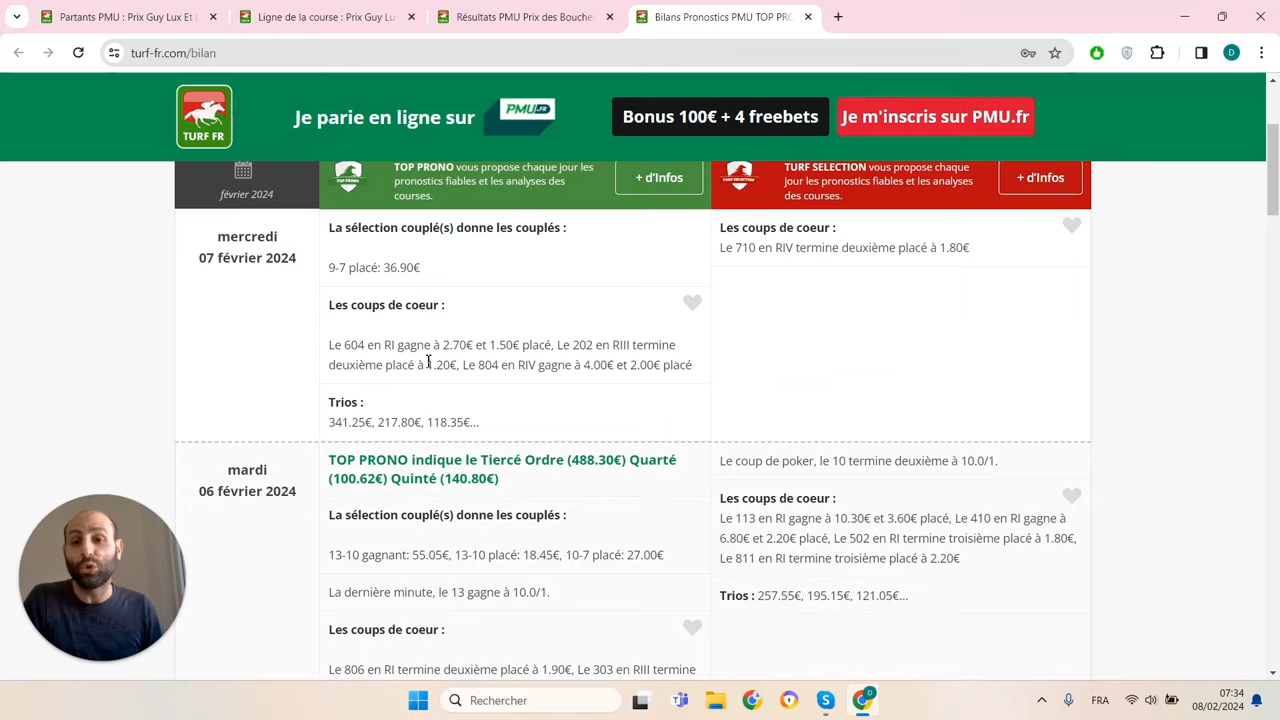 Partants PMU : Prix Guy Lux Et L
Ligne de la course : Prix Guy Lu
Résultats PMU Prix des Bouche
Bilans Pronostics PMU TOP PRO
turf-fr.com/bilan
D
TURF FR
Je parie en ligne sur
PMU.FR
Bonus 100€ + 4 freebets
Je m'inscris sur PMU.fr
février 2024
TOP PRONO
TOP PRONO vous propose chaque jour les
pronostics fiables et les analyses des
courses.
+ d'Infos
TURF SELECTION
TURF SELECTION vous propose chaque
jour les pronostics fiables et les analyses
des courses.
+ d'Infos
mercredi
07 février 2024
La sélection couplé(s) donne les couplés :
9-7 placé: 36.90€
Les coups de coeur :
Le 604 en RI gagne à 2.70€ et 1.50€ placé, Le 202 en RIII termine
deuxième placé à 1.20€, Le 804 en RIV gagne à 4.00€ et 2.00€ placé
Trios :
341.25€, 217.80€, 118.35€...
Les coups de coeur :
Le 710 en RIV termine deuxième placé à 1.80€
mardi
06 février 2024
TOP PRONO indique le Tiercé Ordre (488.30€) Quarté
(100.62€) Quinté (140.80€)
La sélection couplé(s) donne les couplés :
13-10 gagnant: 55.05€, 13-10 placé: 18.45€, 10-7 placé: 27.00€
La dernière minute, le 13 gagne à 10.0/1.
Les coups de coeur :
Le 806 en RI termine deuxième placé à 1.90€, Le 303 en RIII termine
Le coup de poker, le 10 termine deuxième à 10.0/1.
Les coups de coeur :
Le 113 en RI gagne à 10.30€ et 3.60€ placé, Le 410 en RI gagne à
6.80€ et 2.20€ placé, Le 502 en RI termine troisième placé à 1.80€,
Le 811 en RI termine troisième placé à 2.20€
Trios : 257.55€, 195.15€, 121.05€...
Rechercher
D
FRA
07:34
08/02/2024